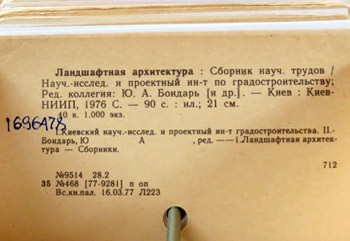 Ландшафтная архитектура : Сборник науч. трудов /
Науч.-исслед. и проектный ин-т по градостроительству;
Ред. коллегия: Ю. А. Бондарь [и др.]. — Киев : Киев-
НИИП, 1976 С. — 90 с. : ил.; 21 см.
40 к. 1.000 экз.
1696478
I.Киевский науч.-исслед. и проектный ин-т градостроительства. II.-
Бондарь, Ю А , ред. — —1.Ландшафтная архитек-
тура — Сборники.
712
№9514 28.2
35 №468 [77-9281] п оп
Вс.кн.пал. 16.03.77 Л223